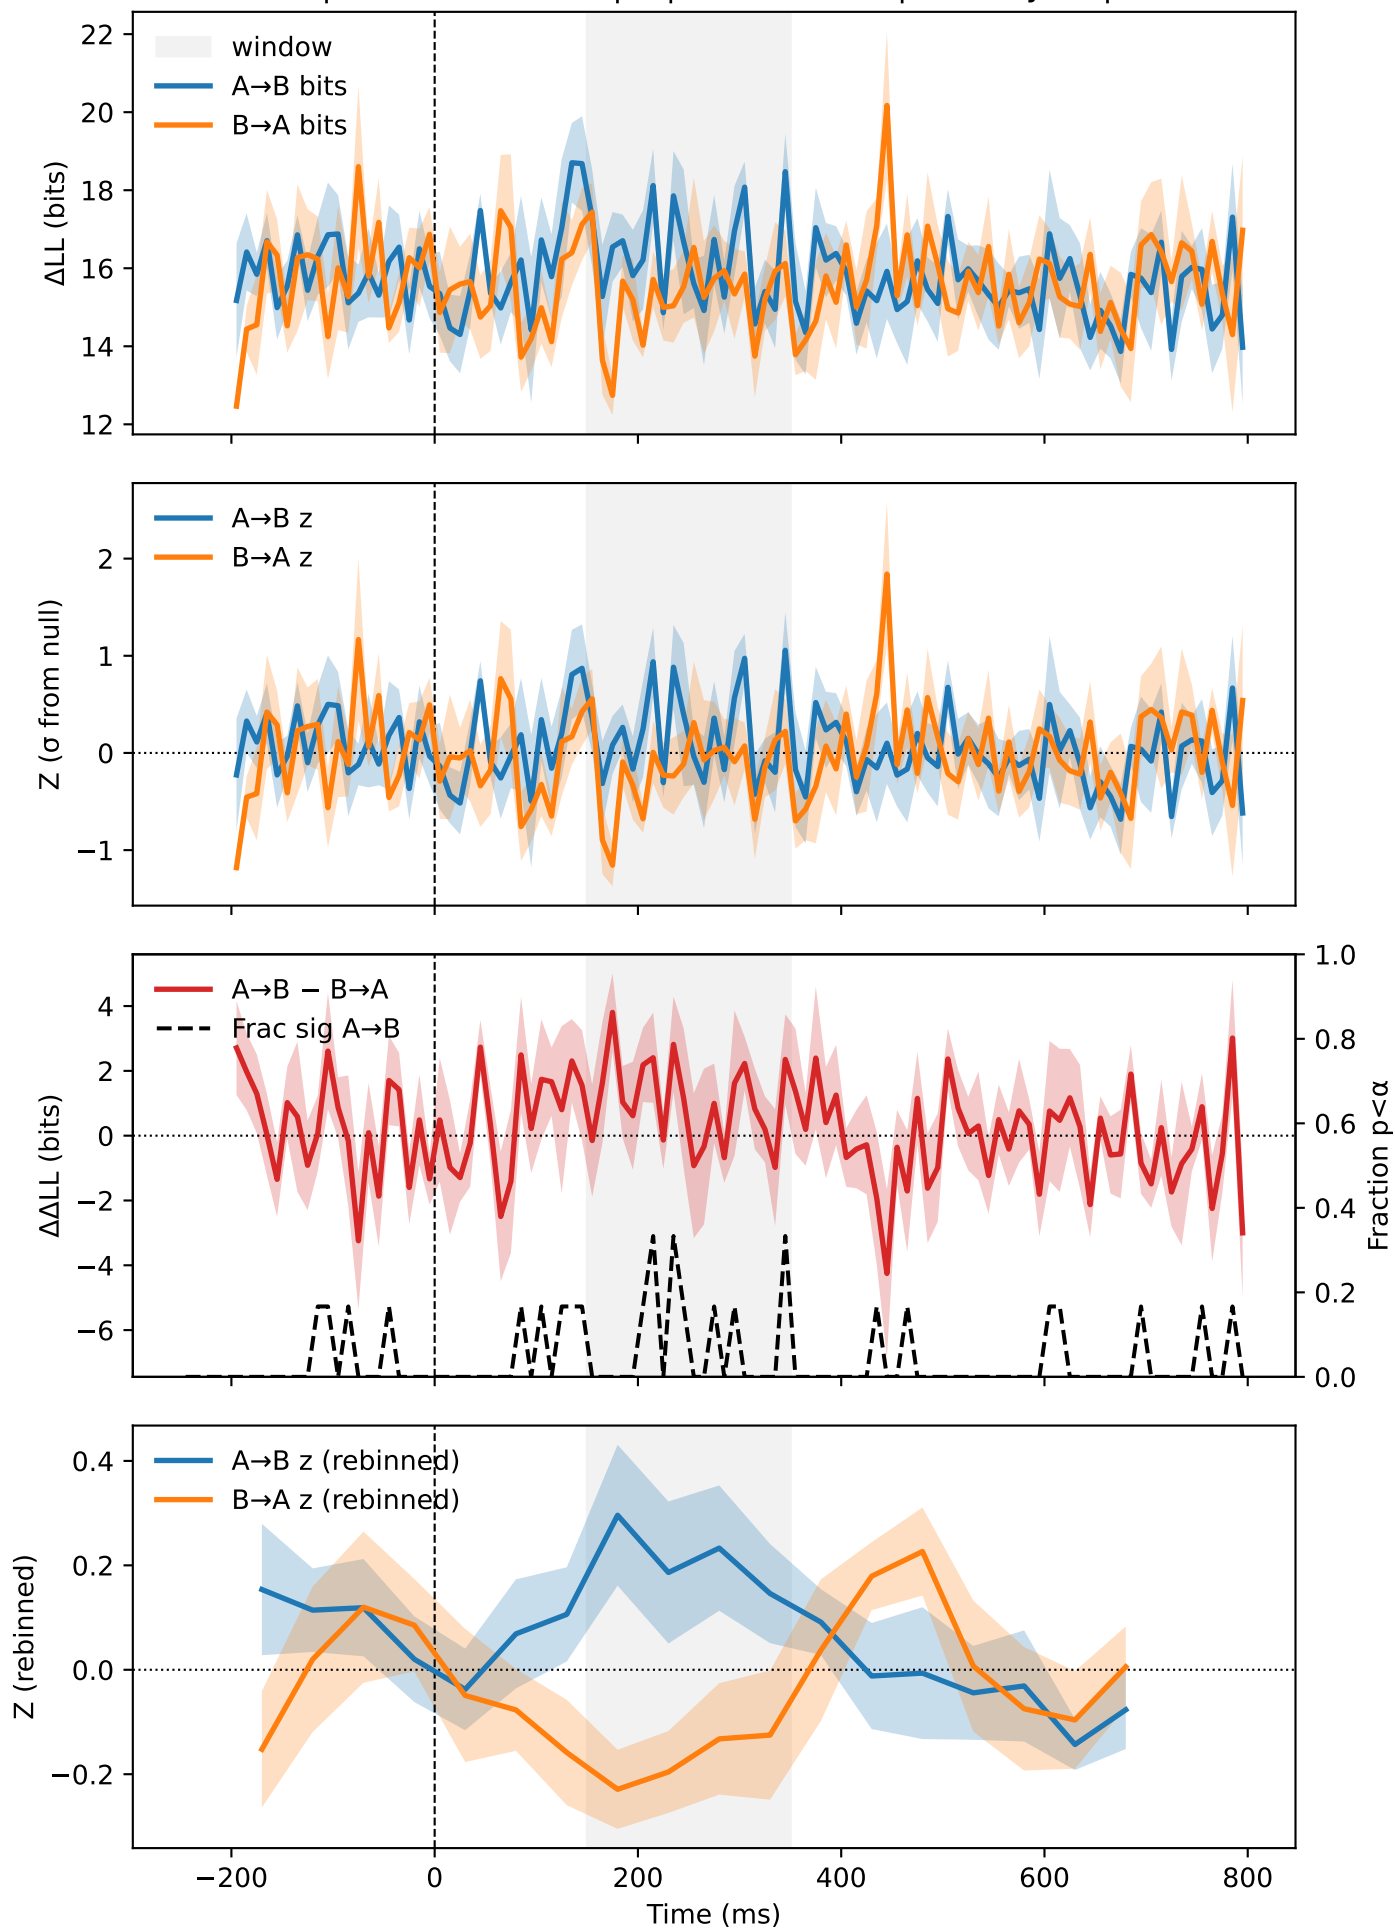 22
20
18
16
14
12
ΔLL (bits)
window
A→B bits
B→A bits
2
1
0
−1
Z (σ from null)
A→B z
B→A z
4
2
0
−2
−4
−6
ΔΔLL (bits)
A→B − B→A
Frac sig A→B
1.0
0.8
0.6
0.4
0.2
0.0
Fraction p<α
0.4
0.2
0.0
−0.2
Z (rebinned)
A→B z (rebinned)
B→A z (rebinned)
−200 0 200 400 600 800
Time (ms)